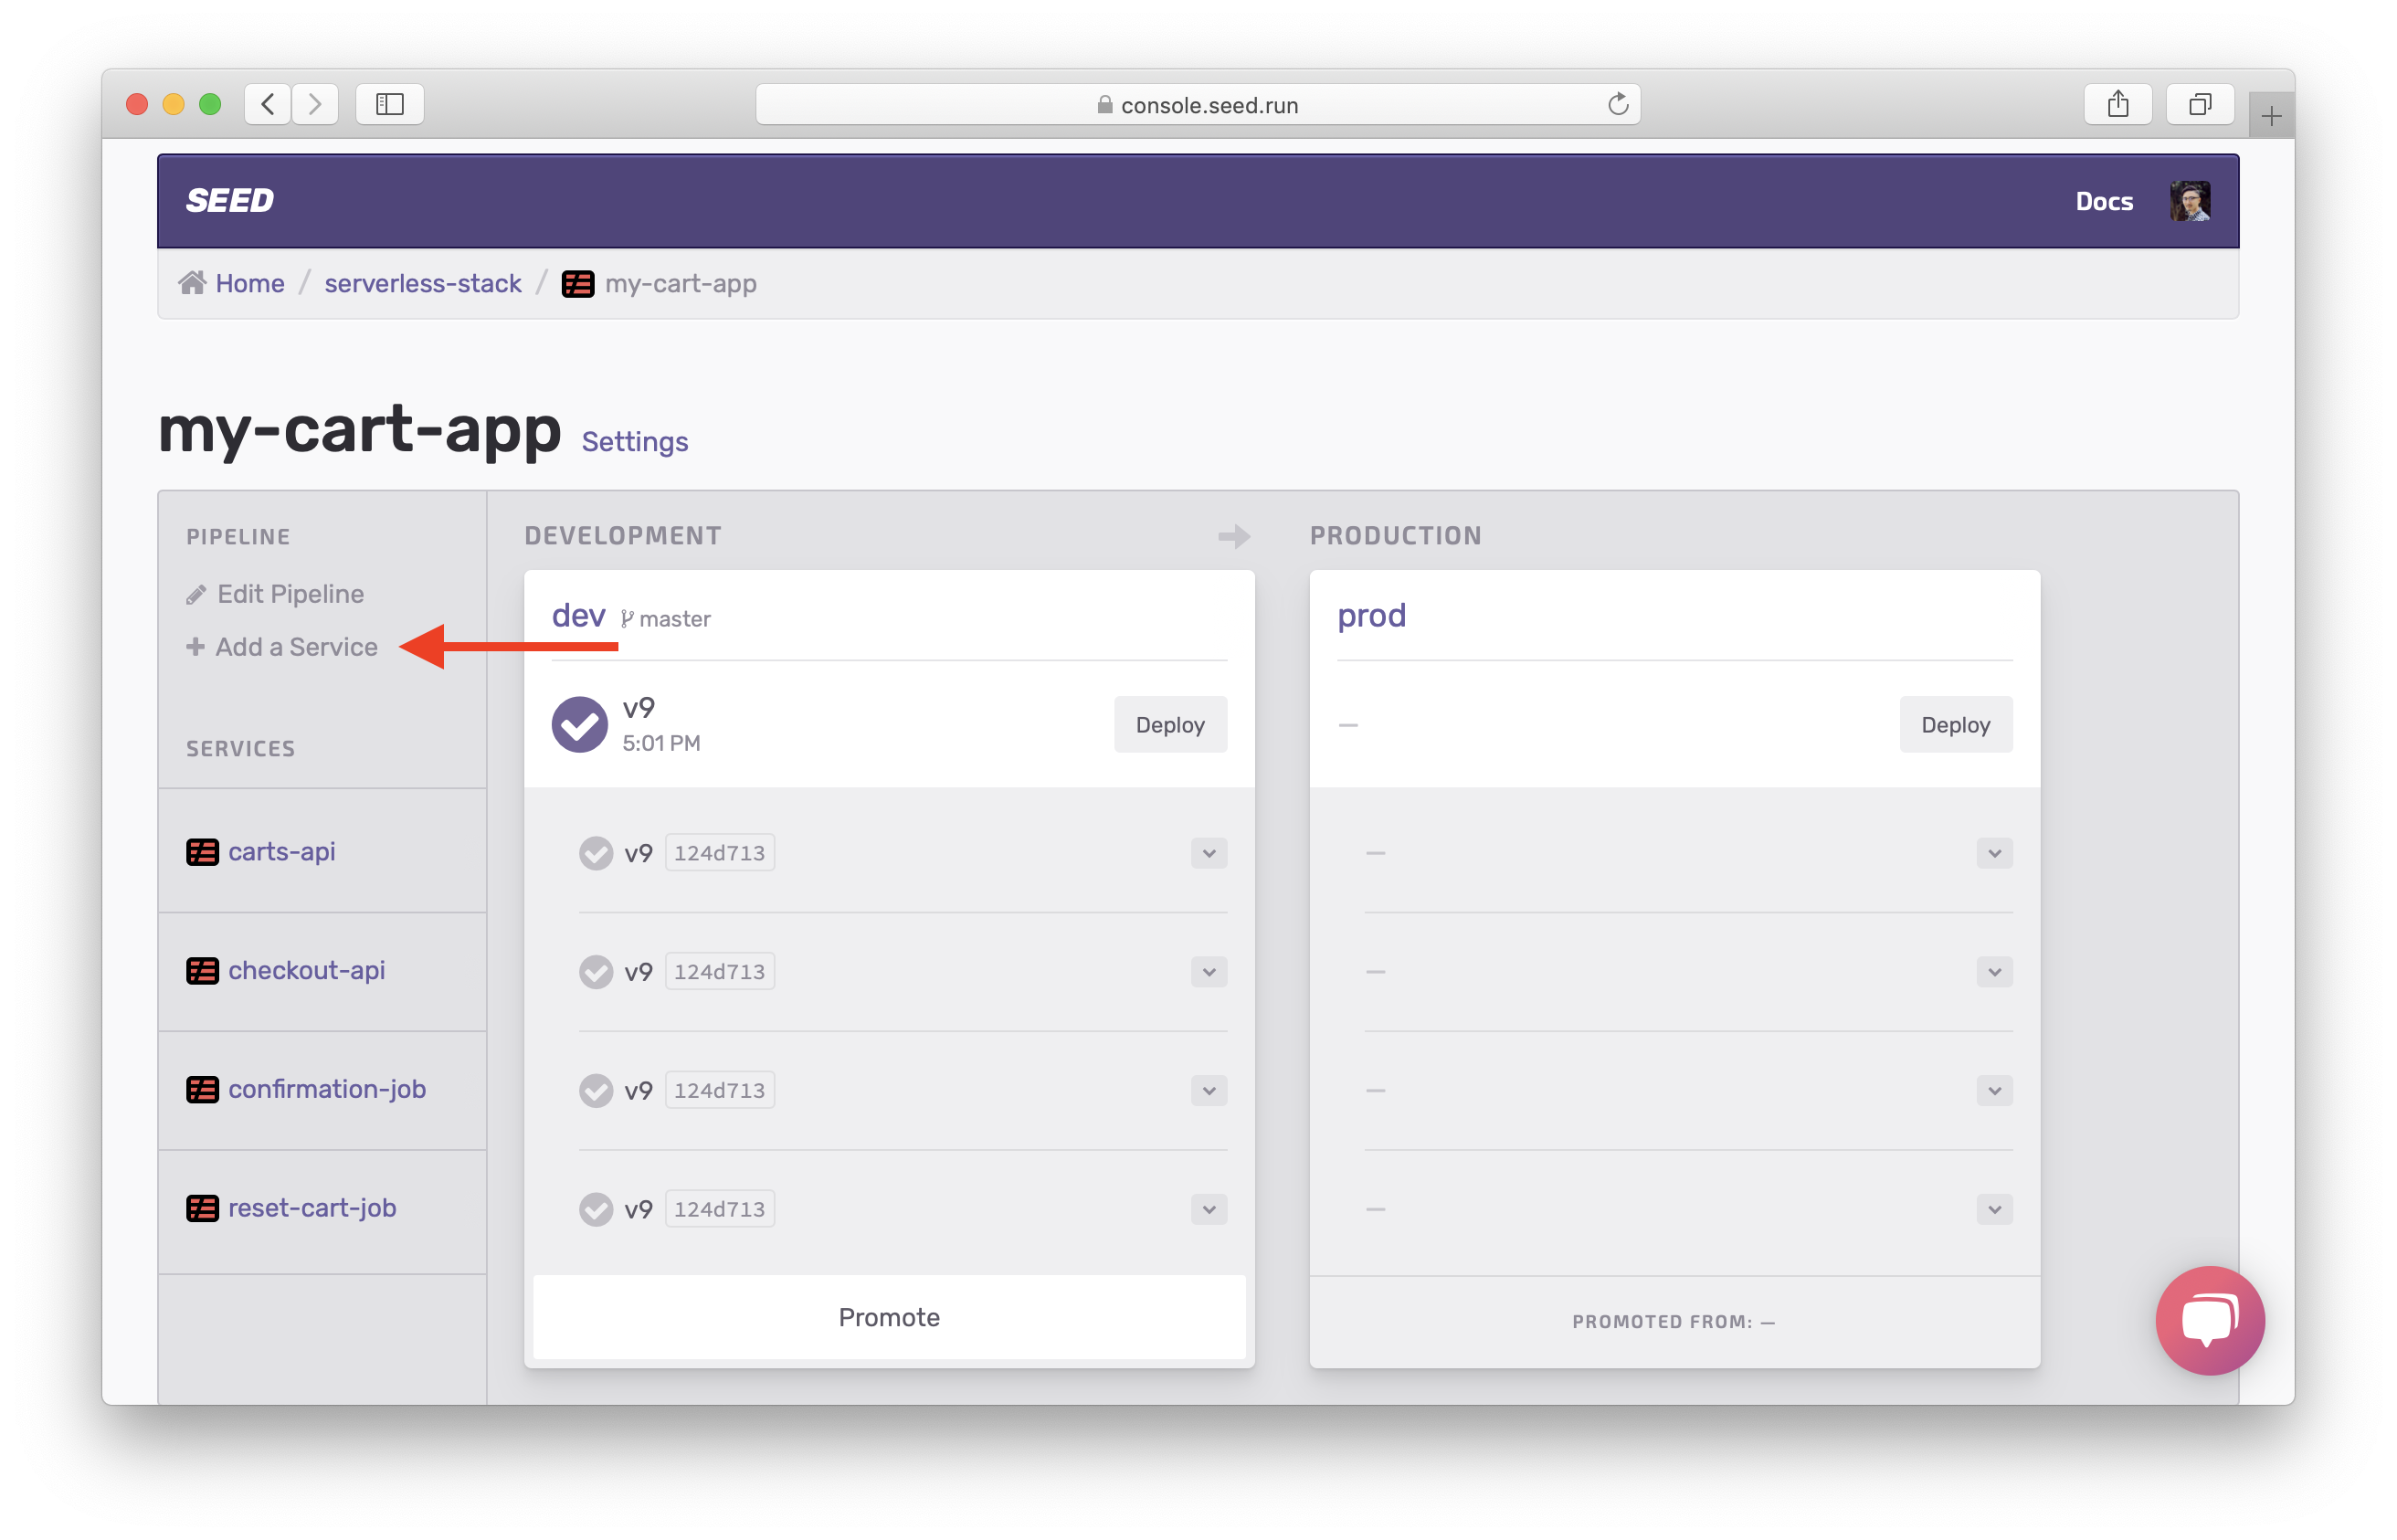 console.seed.run
SEED
Docs
Home / serverless-stack / my-cart-app
my-cart-app Settings
PIPELINE
Edit Pipeline
Add a Service
SERVICES
carts-api
checkout-api
confirmation-job
reset-cart-job
DEVELOPMENT
dev master
v9
5:01 PM
Deploy
v9 124d713
v9 124d713
v9 124d713
v9 124d713
Promote
PRODUCTION
prod
—
Deploy
—
—
—
—
PROMOTED FROM: —